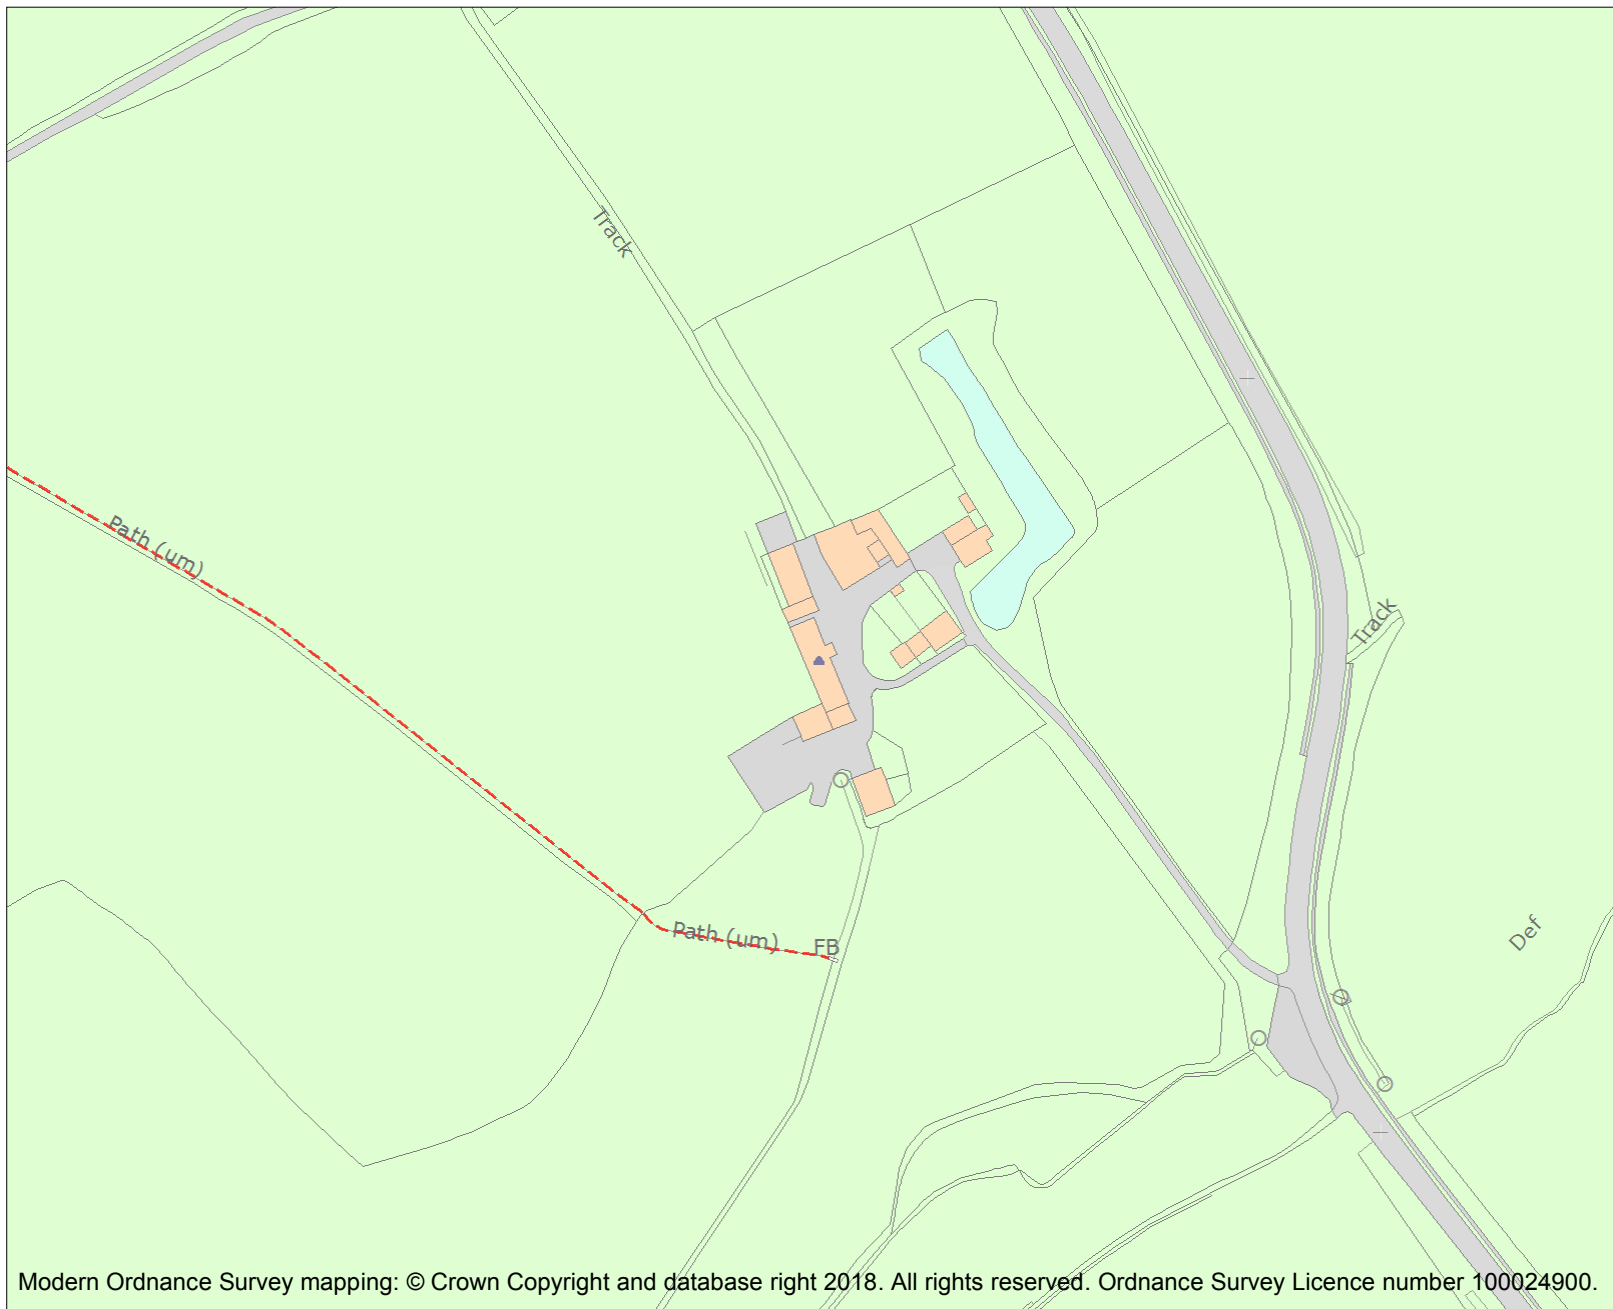 Track
Path (um)
Track
Path (um)
FB
Def
Modern Ordnance Survey mapping: © Crown Copyright and database right 2018. All rights reserved. Ordnance Survey Licence number 100024900.